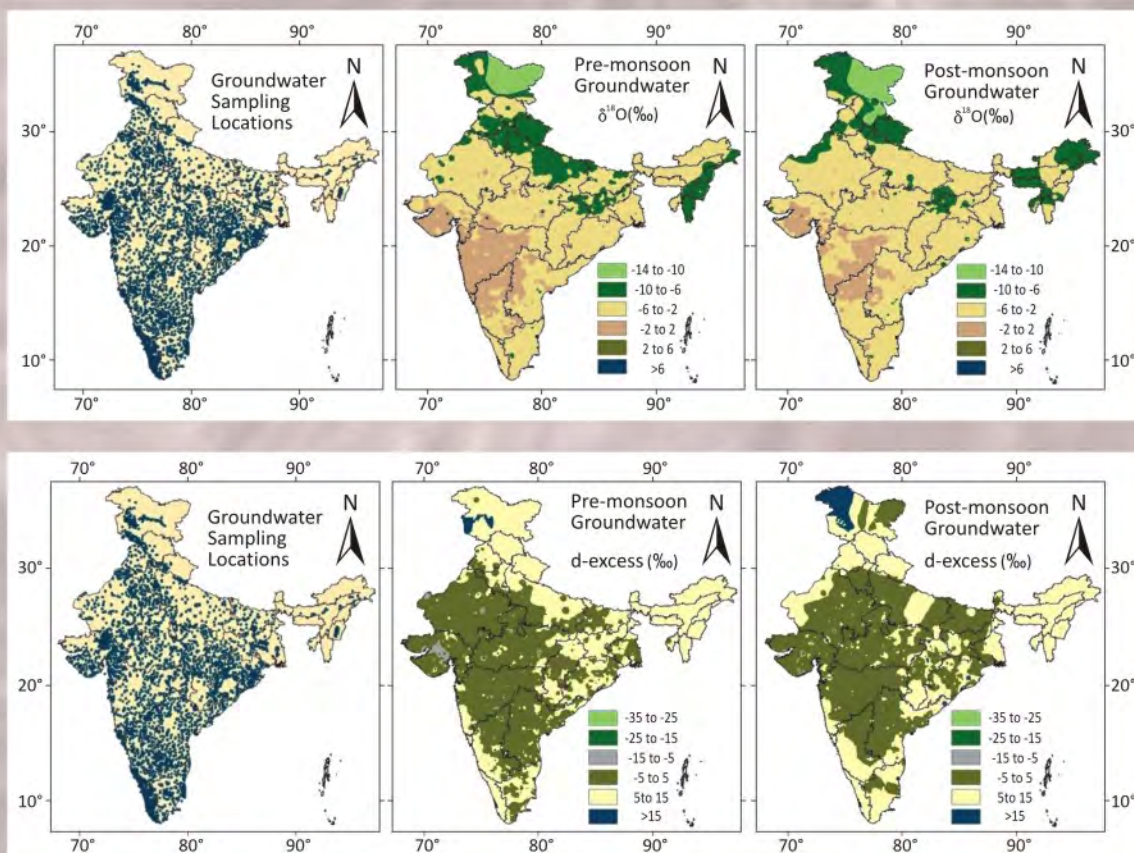 70° 80° 90°
70° 80° 90°
70° 80° 90°
Groundwater
Sampling
Locations
N
Pre-monsoon
Groundwater
δ¹⁸O(‰)
N
Post-monsoon
Groundwater
δ¹⁸O(‰)
N
30°
20°
10°
30°
20°
10°
-14 to -10
-10 to -6
-6 to -2
-2 to 2
2 to 6
>6
-14 to -10
-10 to -6
-6 to -2
-2 to 2
2 to 6
>6
70° 80° 90°
70° 80° 90°
70° 80° 90°
70° 80° 90°
70° 80° 90°
70° 80° 90°
Groundwater
Sampling
Locations
N
Pre-monsoon
Groundwater
d-excess (‰)
N
Post-monsoon
Groundwater
d-excess (‰)
N
30°
20°
10°
30°
20°
10°
-35 to -25
-25 to -15
-15 to -5
-5 to 5
5to 15
>15
-35 to -25
-25 to -15
-15 to -5
-5 to 5
5to 15
>15
70° 80° 90°
70° 80° 90°
70° 80° 90°